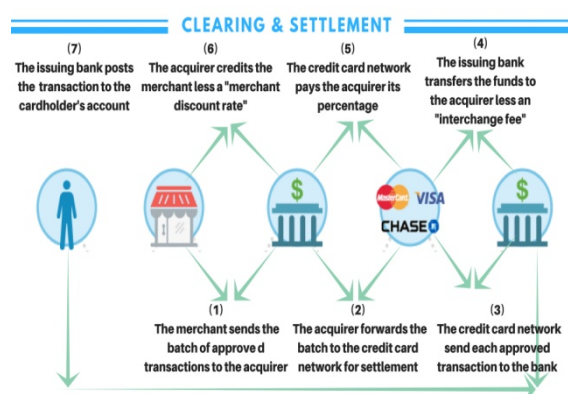 CLEARING & SETTLEMENT
(7)
The issuing bank posts
the transaction to the
cardholder's account
(6)
The acquirer credits the
merchant less a "merchant
discount rate"
(5)
The credit card network
pays the acquirer its
percentage
(4)
The issuing bank
transfers the funds to
the acquirer less an
"interchange fee"
$
MasterCard
VISA
CHASE
$
(1)
The merchant sends the
batch of approve d
transactions to the acquirer
(2)
The acquirer forwards the
batch to the credit card
network for settlement
(3)
The credit card network
send each approved
transaction to the bank